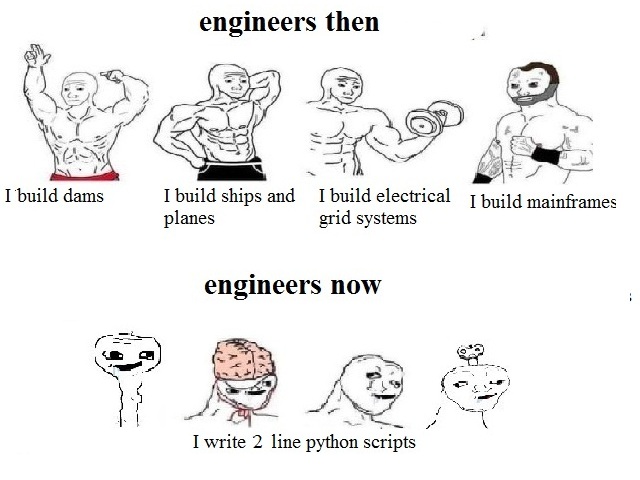 engineers then
I build dams
I build ships and
planes
I build electrical
grid systems
I build mainframes
engineers now
I write 2 line python scripts